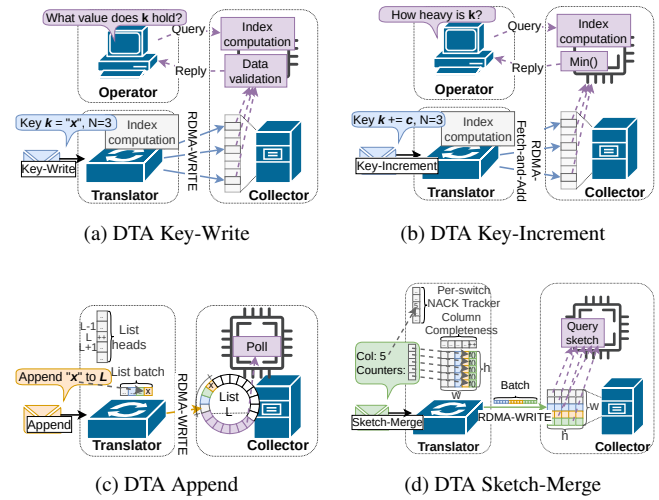 What value does k hold?
Query
Index
computation
Reply
Data
validation
Operator
Key k = "x", N=3
Index
computation
Key-Write
RDMA-WRITE
Translator
Collector
(a) DTA Key-Write
How heavy is k?
Query
Index
computation
Reply
Min()
Operator
Key k += c, N=3
Index
computation
Key-Increment
RDMA-
Fetch-and-Add
Translator
Collector
(b) DTA Key-Increment
L-1
L
L+1
++
List
heads
List batch
x
Append "x" to L
Append
RDMA-WRITE
Poll
x
List
L
Translator
Collector
(c) DTA Append
Per-switch
NACK Tracker
Column
Completeness
5
Col: 5
Counters:
++
h
w
Query
sketch
Batch
Sketch-Merge
RDMA-WRITE
w
h
Translator
Collector
(d) DTA Sketch-Merge